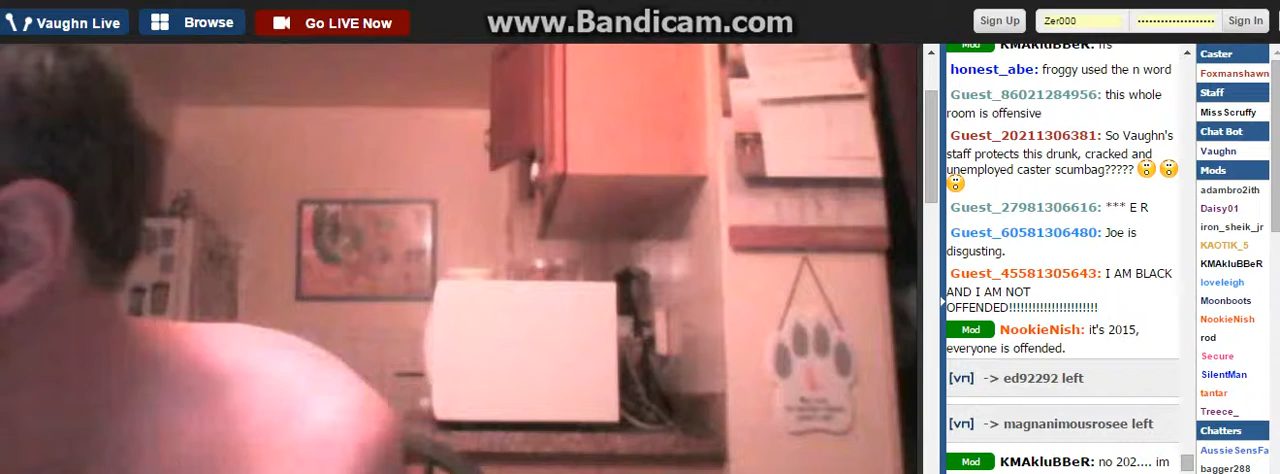 Vaughn Live
Browse
Go LIVE Now
www.Bandicam.com
Sign Up
Zer000
Sign In
Mod KMAkluBBeR:
honest_abe: froggy used the n word
Guest_86021284956: this whole
room is offensive
Guest_20211306381: So Vaughn's
staff protects this drunk, cracked and
unemployed caster scumbag?????
Guest_27981306616: *** E R
Guest_60581306480: Joe is
disgusting.
Guest_45581305643: I AM BLACK
AND I AM NOT
OFFENDED!!!!!!!!!!!!!!!!!!!!!!!
Mod NookieNish: it's 2015,
everyone is offended.
[vn] -> ed92292 left
[vn] -> magnanimousrosee left
Mod KMAkluBBeR: no 202.... im
Caster
Foxmanshawn
Staff
MissScruffy
Chat Bot
Vaughn
Mods
adambro2ith
Daisy01
iron_sheik_jr
KAOTIK_5
KMAkluBBeR
loveleigh
Moonboots
NookieNish
rod
Secure
SilentMan
tantar
Treece_
Chatters
AussieSensFa
bagger288